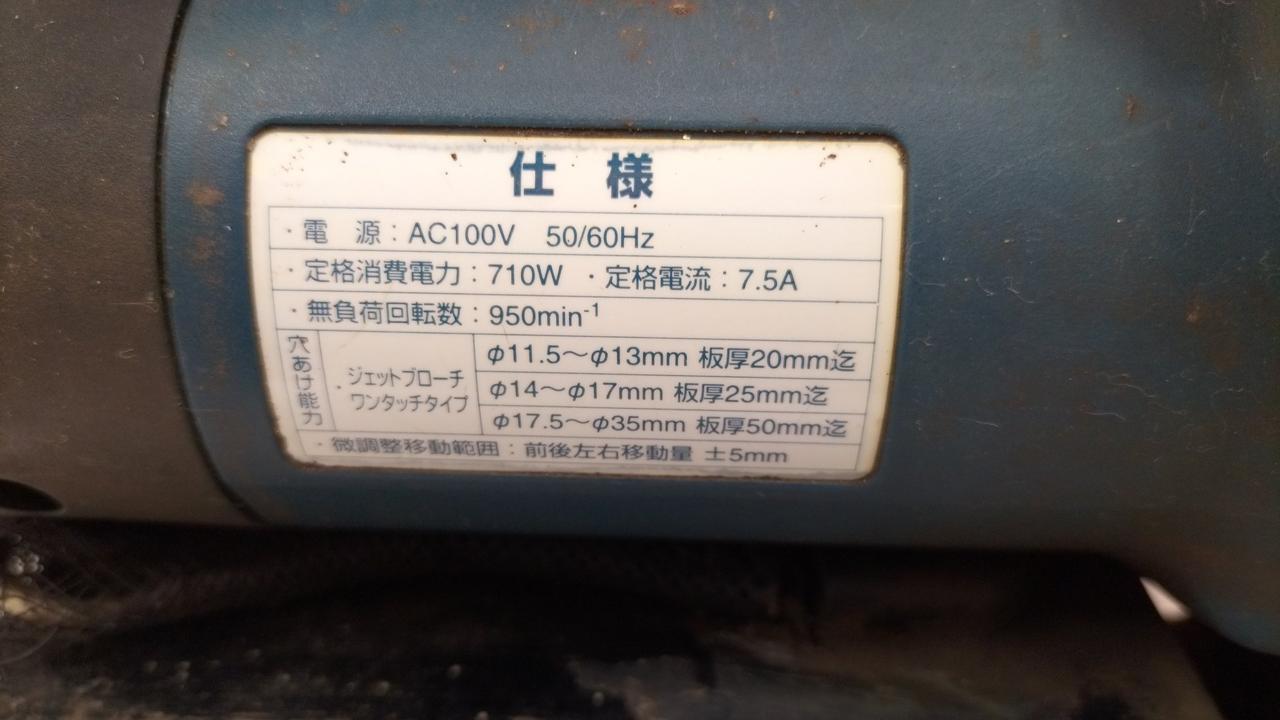 仕 様
・電 源：AC100V 50/60Hz
・定格消費電力：710W ・定格電流：7.5A
・無負荷回転数：950min-1
穴あけ能力
・ジェットブローチ
ワンタッチタイプ
φ11.5～φ13mm 板厚20mm迄
φ14～φ17mm 板厚25mm迄
φ17.5～φ35mm 板厚50mm迄
・微調整移動範囲：前後左右移動量 ±5mm